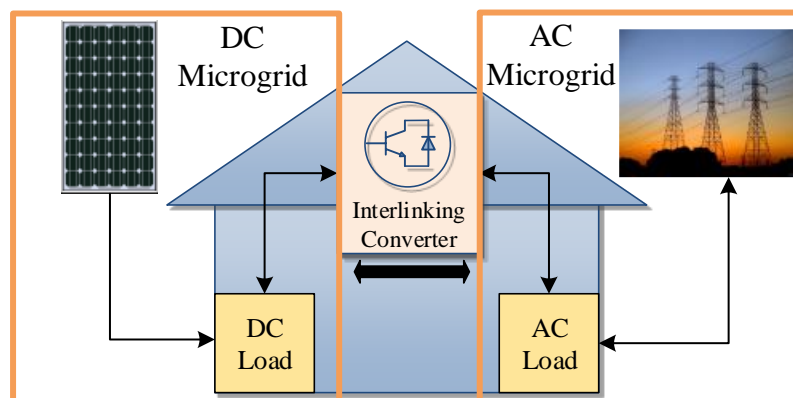 DC
Microgrid
AC
Microgrid
Interlinking
Converter
DC
Load
AC
Load